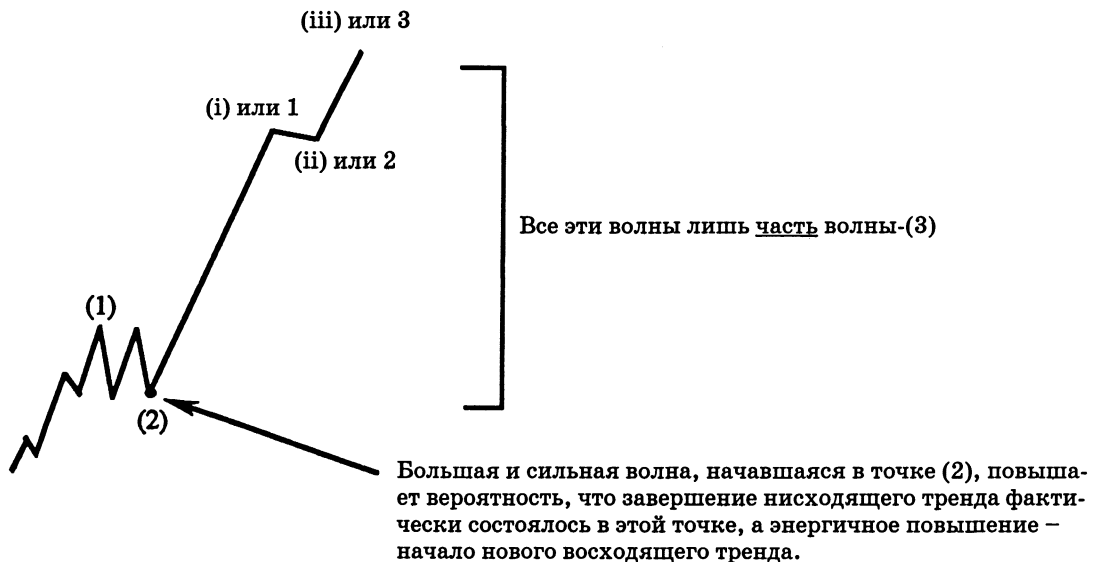 (iii) или 3
(i) или 1
(ii) или 2
Все эти волны лишь часть волны-(3)
(1)
(2)
Большая и сильная волна, начавшаяся в точке (2), повыша-
ет вероятность, что завершение нисходящего тренда факти-
чески состоялось в этой точке, а энергичное повышение –
начало нового восходящего тренда.